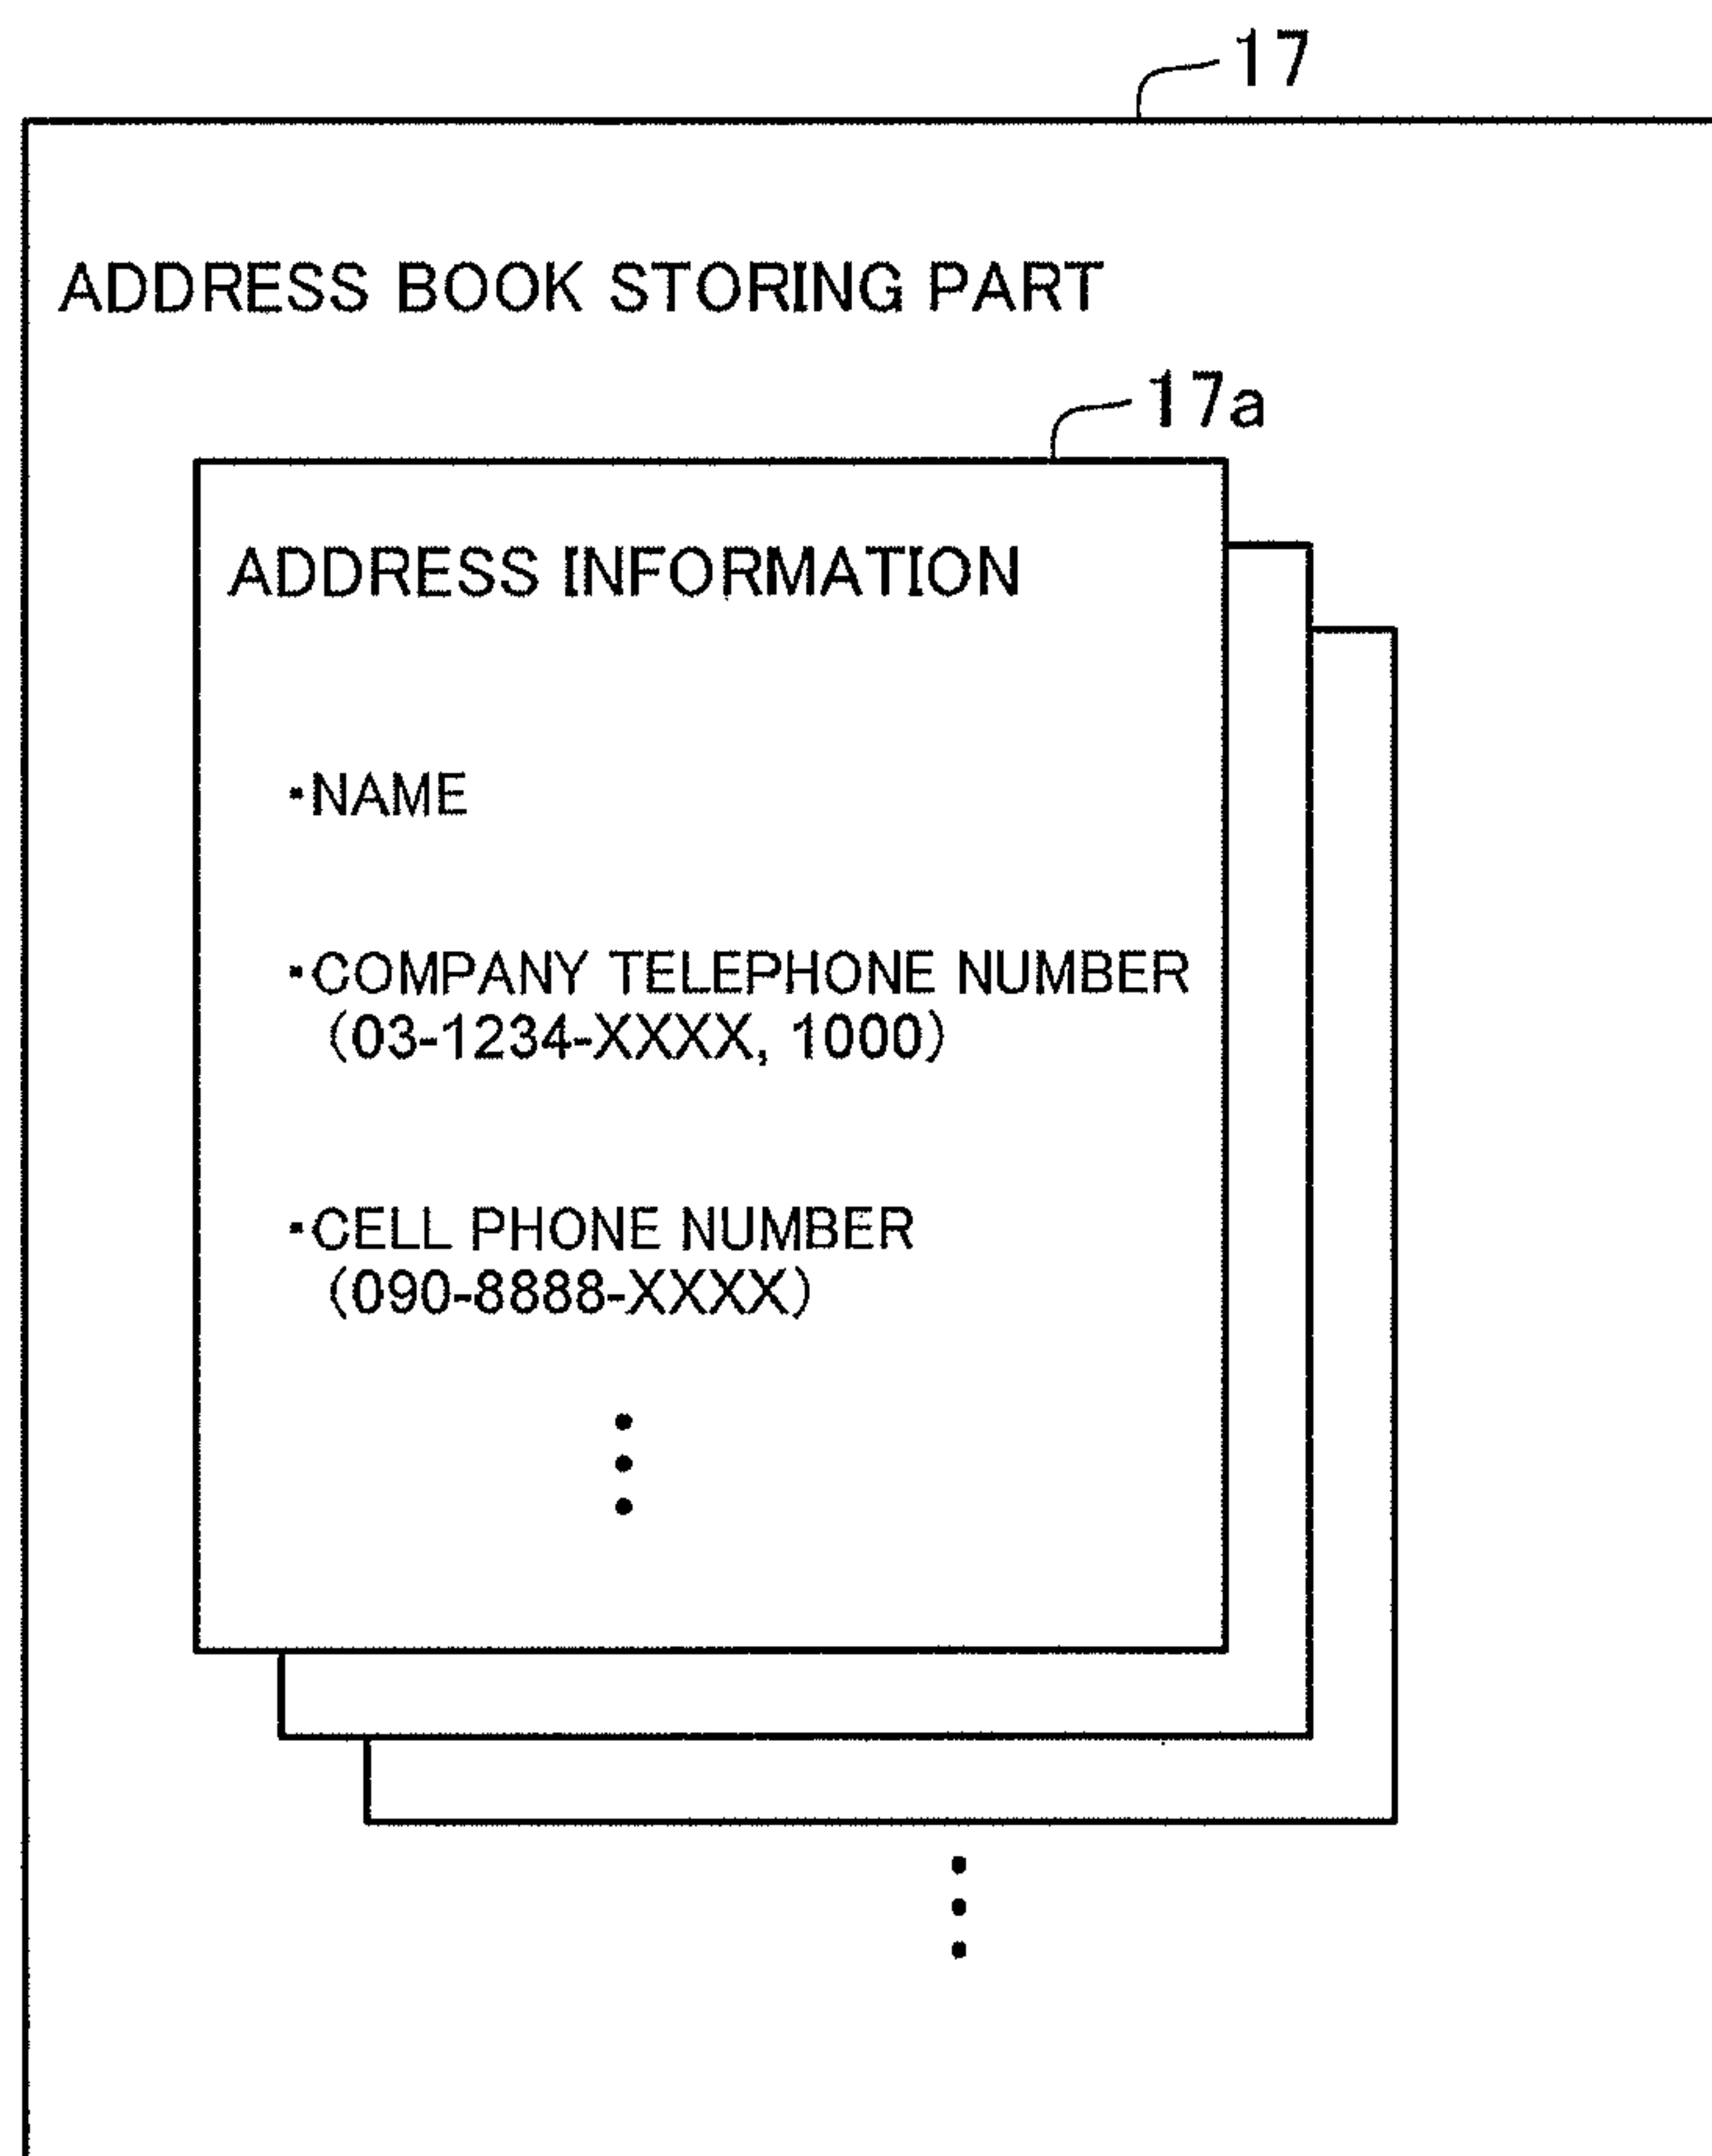 17
ADDRESS BOOK STORING PART
17a
ADDRESS INFORMATION
・NAME
・COMPANY TELEPHONE NUMBER
(03-1234-XXXX, 1000)
・CELL PHONE NUMBER
(090-8888-XXXX)